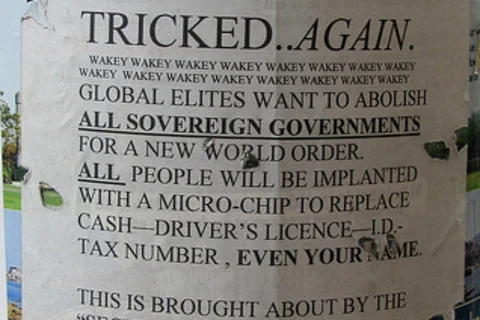 TRICKED..AGAIN.
WAKEY WAKEY WAKEY WAKEY WAKEY WAKEY WAKEY WAKEY
WAKEY WAKEY WAKEY WAKEY WAKEY WAKEY WAKEY WAKEY
GLOBAL ELITES WANT TO ABOLISH
ALL SOVEREIGN GOVERNMENTS
FOR A NEW WORLD ORDER.
ALL PEOPLE WILL BE IMPLANTED
WITH A MICRO-CHIP TO REPLACE
CASH—DRIVER'S LICENCE—I.D.-
TAX NUMBER , EVEN YOUR NAME.
THIS IS BROUGHT ABOUT BY THE